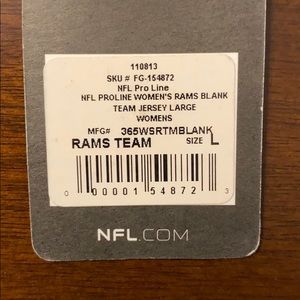 110813
SKU # FG-154872
NFL Pro Line
NFL PROLINE WOMEN'S RAMS BLANK
TEAM JERSEY LARGE
WOMENS
MFG# 365WSRTMBLANK
RAMS TEAM SIZE L
0 00001 54872 3
NFL.COM